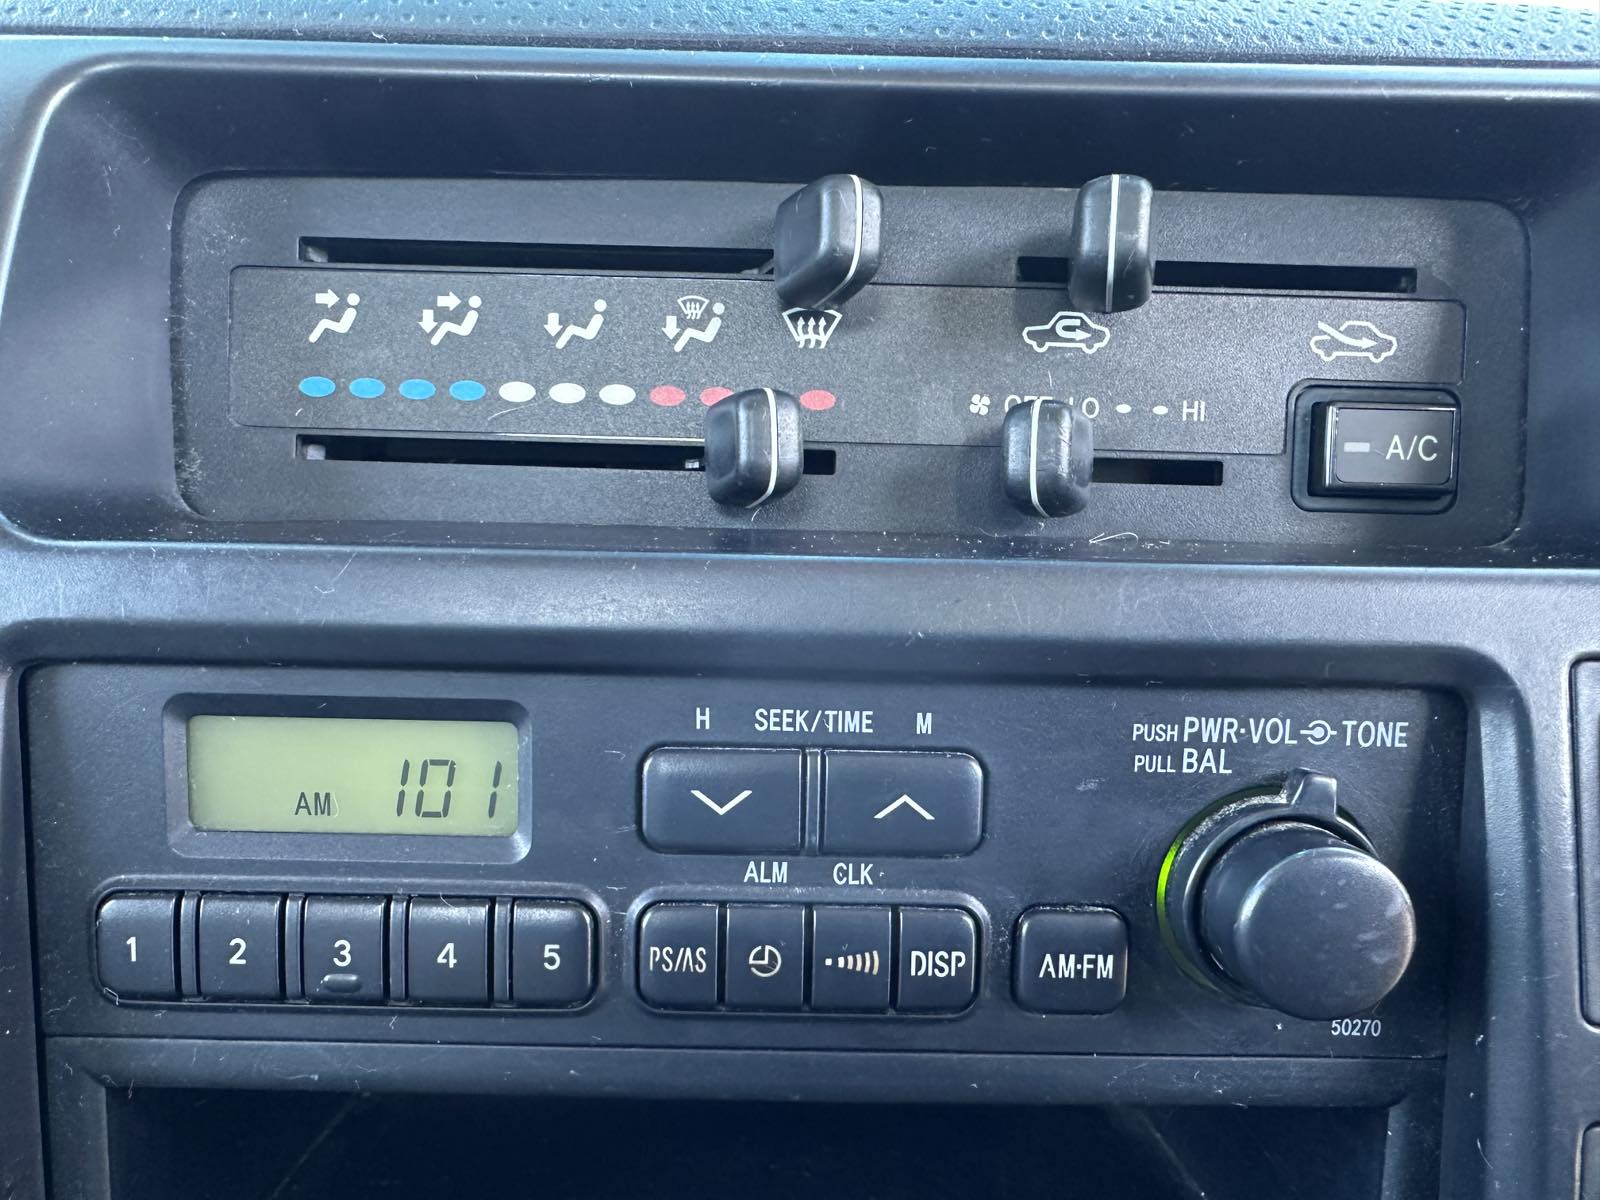 LO HI
A/C
AM 101
H SEEK/TIME M
PUSH PWR·VOL TONE
PULL BAL
ALM CLK
1 2 3 4 5
PS/AS DISP
AM·FM
50270